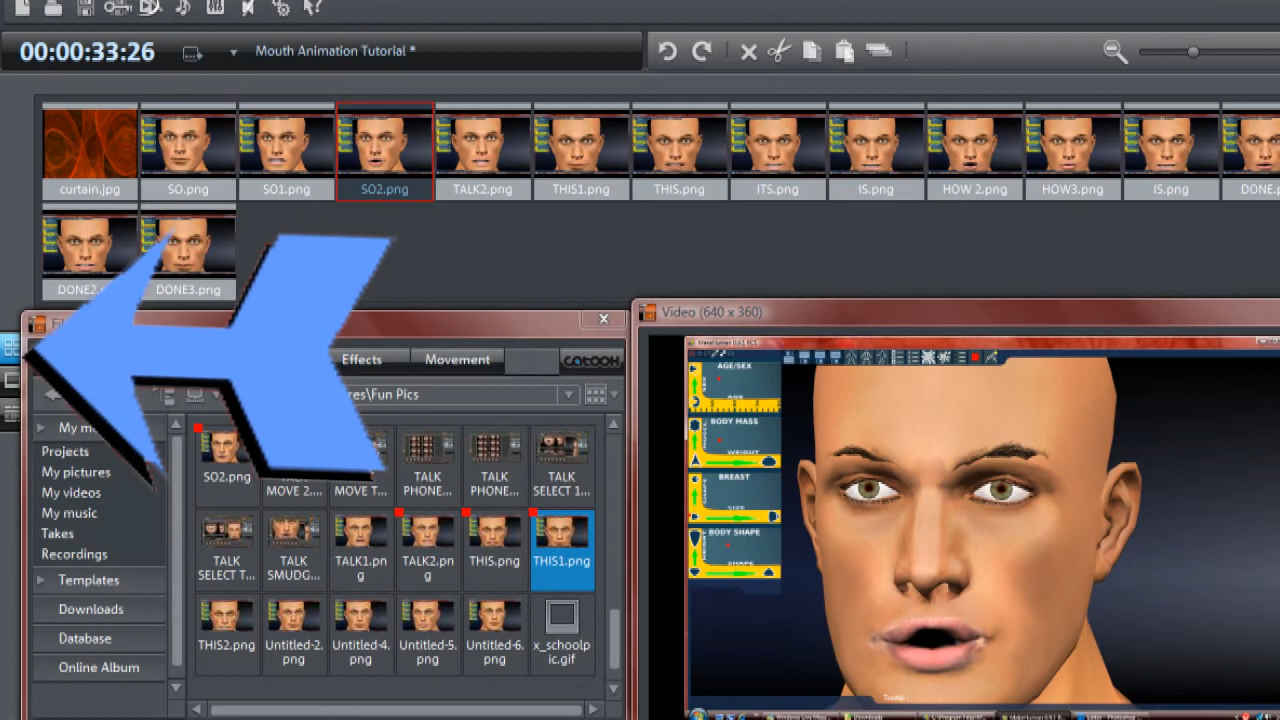 00:00:33:26
Mouth Animation Tutorial *
curtain.jpg SO.png SO1.png SO2.png TALK2.png THIS1.png THIS.png ITS.png IS.png HOW 2.png HOW3.png IS.png DONE.p
DONE2. DONE3.png
Video (640 x 360)
Effects Movement CATOOH
res\Fun Pics
My m
Projects
My pictures
My videos
My music
Takes
Recordings
Templates
Downloads
Database
Online Album
SO2.png
TALK MOVE 2....
MOVE T...
TALK PHONE...
TALK PHONE...
TALK SELECT 1...
TALK SELECT T...
TALK SMUDG...
TALK1.pn
g
TALK2.pn
g
THIS.png
THIS1.png
THIS2.png
Untitled-2.
png
Untitled-4.
png
Untitled-5.
png
Untitled-6.
png
x_schoolp
ic.gif
AGE/SEX
SEX
AGE
BODY MASS
WEIGHT
BREAST
SIZE
BODY SHAPE
SHAPE
Tooltip :